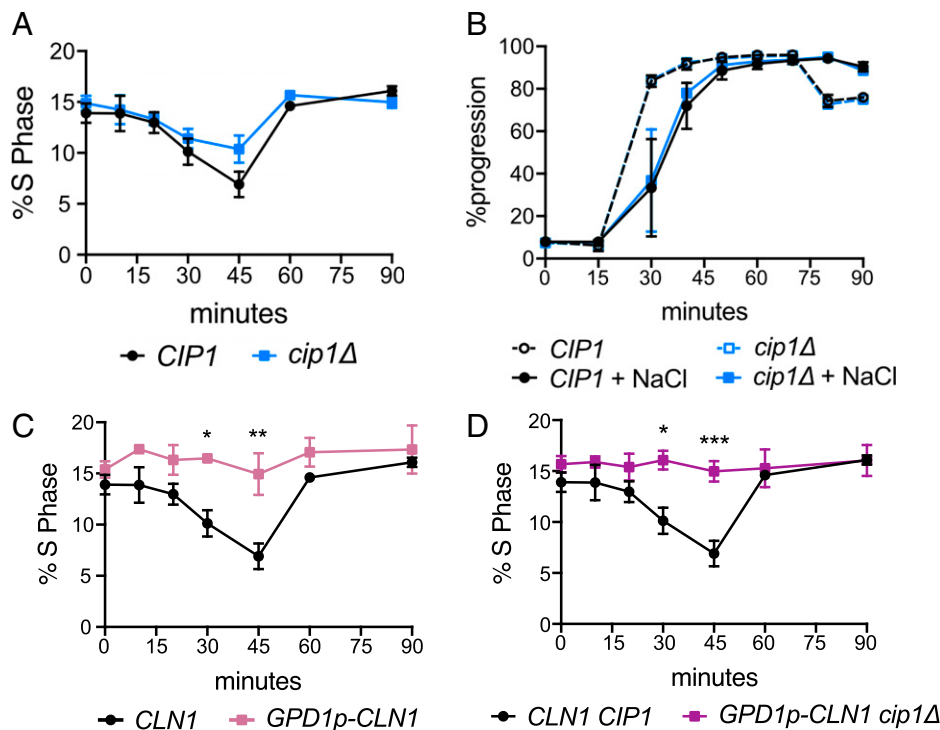 A
20
15
10
5
0
% S Phase
0 15 30 45 60 75 90
minutes
CIP1 cip1Δ
B
100
80
60
40
20
0
%progression
0 15 30 45 60 75 90
minutes
CIP1 cip1Δ
CIP1 + NaCl cip1Δ + NaCl
C
20
15
10
5
0
% S Phase
* **
0 15 30 45 60 75 90
minutes
CLN1 GPD1p-CLN1
D
20
15
10
5
0
% S Phase
* ***
0 15 30 45 60 75 90
minutes
CLN1 CIP1 GPD1p-CLN1 cip1Δ